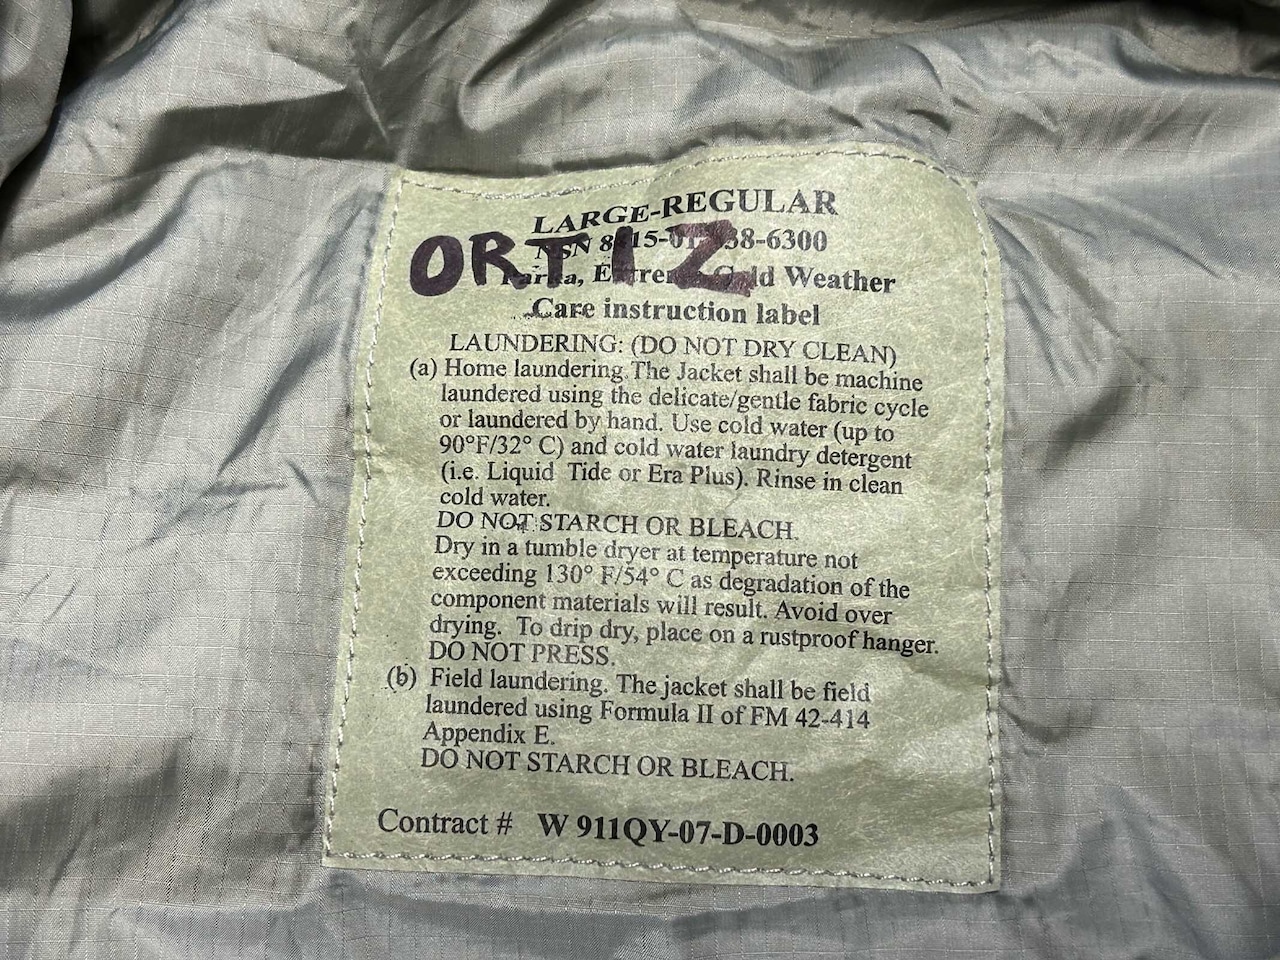 LARGE-REGULAR
ORTIZ
NSN
Parka, Extreme Cold Weather
Care instruction label
LAUNDERING: (DO NOT DRY CLEAN)
(a) Home laundering. The Jacket shall be machine
laundered using the delicate/gentle fabric cycle
or laundered by hand. Use cold water (up to
90°F/32° C) and cold water laundry detergent
(i.e. Liquid Tide or Era Plus). Rinse in clean
cold water.
DO NOT STARCH OR BLEACH.
Dry in a tumble dryer at temperature not
exceeding 130° F/54° C as degradation of the
component materials will result. Avoid over
drying. To drip dry, place on a rustproof hanger.
DO NOT PRESS.
(b) Field laundering. The jacket shall be field
laundered using Formula II of FM 42-414
Appendix E.
DO NOT STARCH OR BLEACH.
Contract # W 911QY-07-D-0003